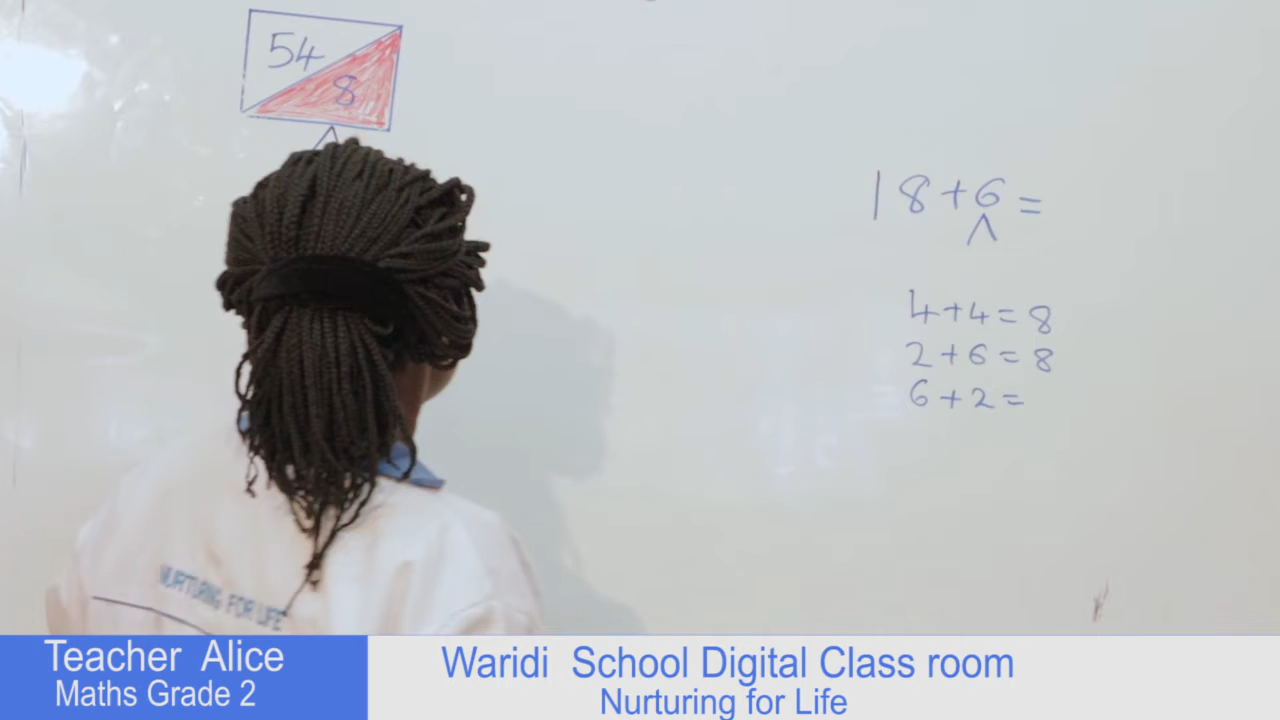 54
8
18+6=
4+4=8
2+6=8
6+2=
NURTURING FOR LIFE
Teacher Alice
Maths Grade 2
Waridi School Digital Class room
Nurturing for Life